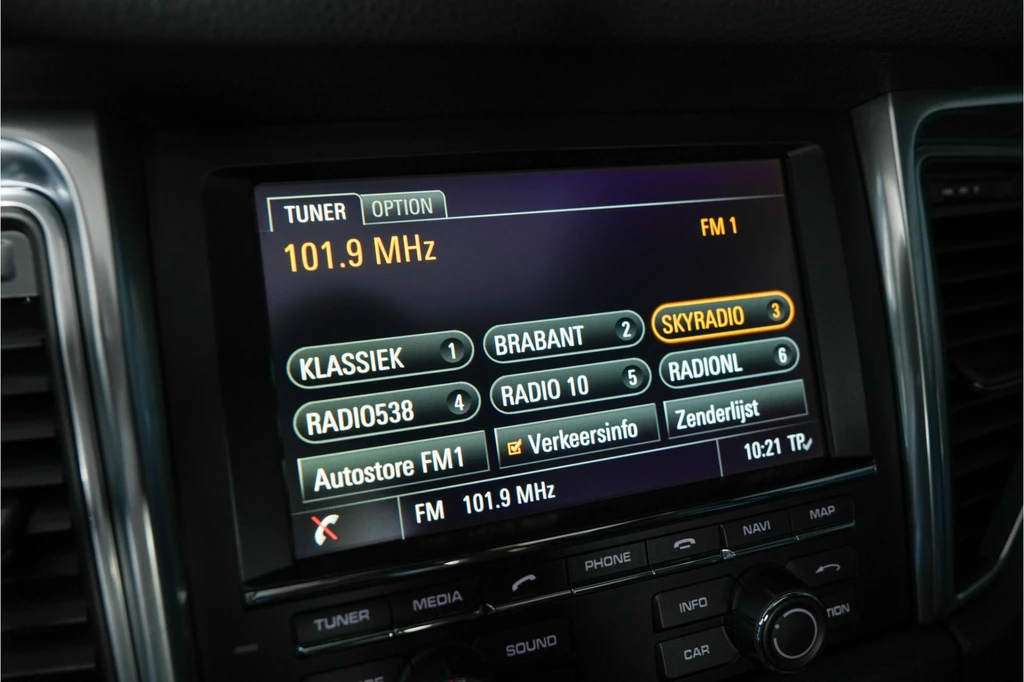 TUNER OPTION
101.9 MHz FM 1
KLASSIEK 1 BRABANT 2 SKYRADIO 3
RADIO538 4 RADIO 10 5 RADIONL 6
Autostore FM1 Verkeersinfo Zenderlijst
FM 101.9 MHz 10:21 TP
TUNER MEDIA PHONE NAVI MAP
SOUND INFO
CAR